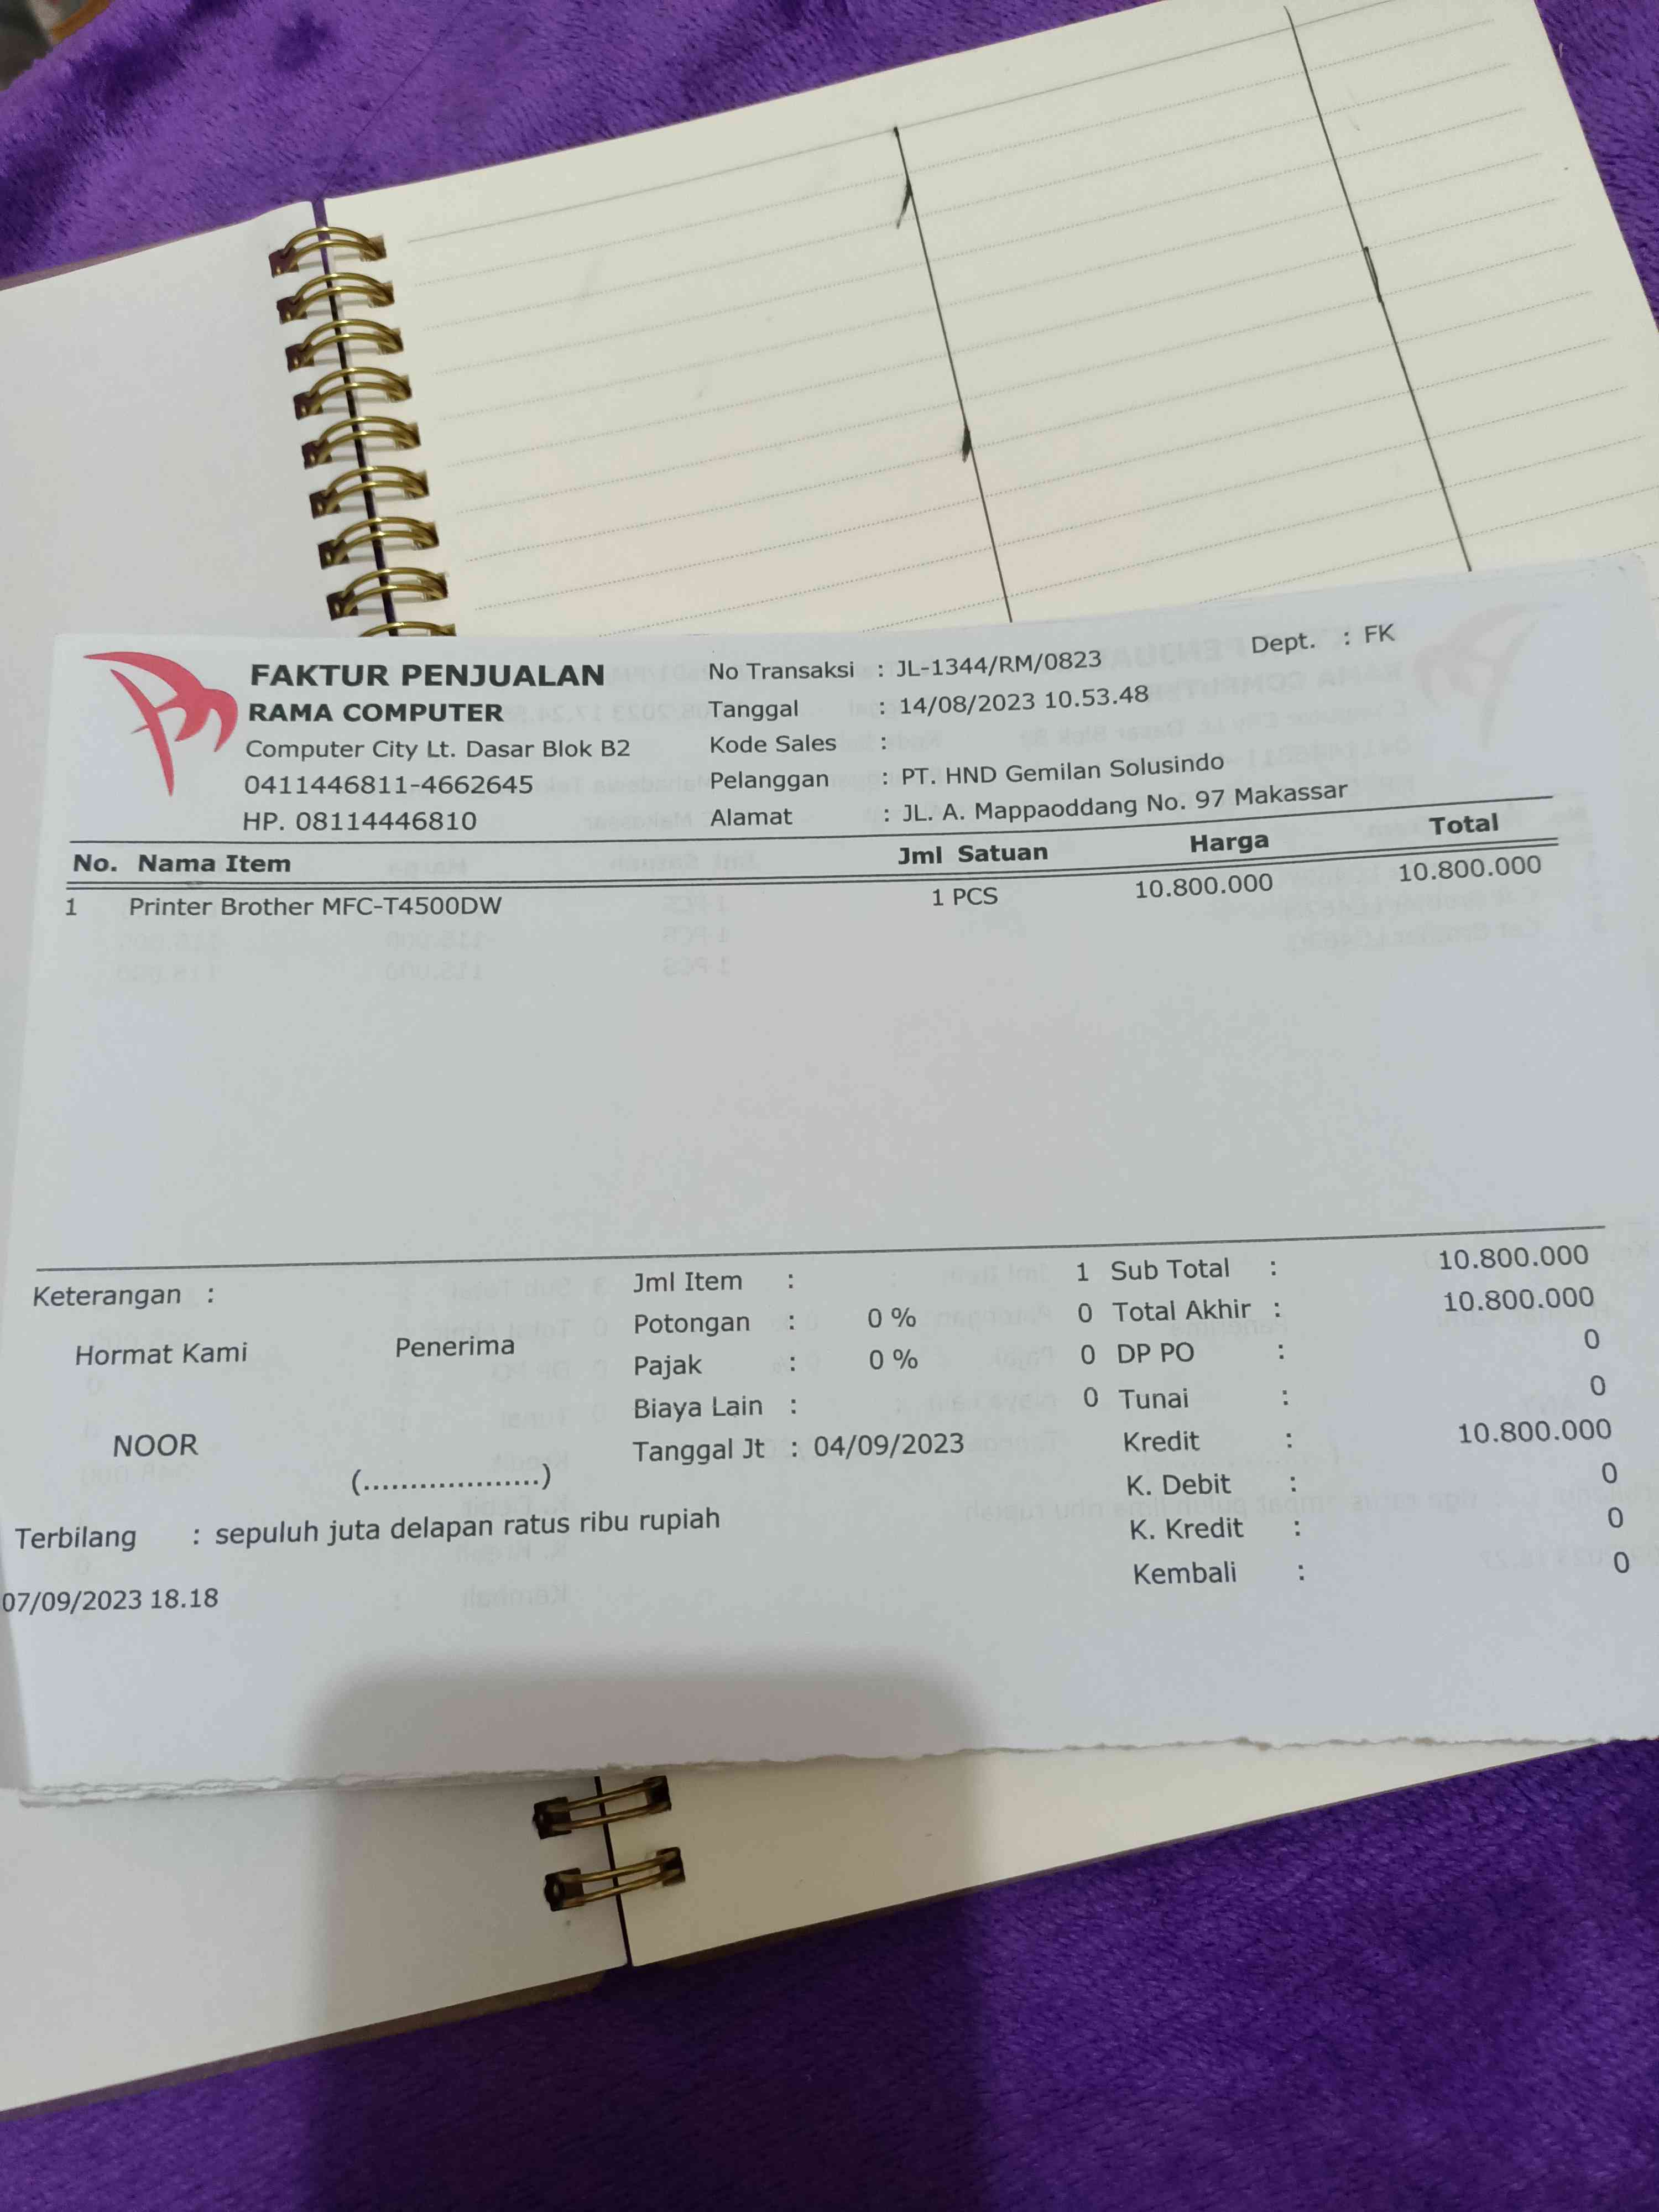 FAKTUR PENJUALAN
RAMA COMPUTER
Computer City Lt. Dasar Blok B2
0411446811-4662645
HP. 08114446810
No Transaksi : JL-1344/RM/0823
Dept. : FK
Tanggal : 14/08/2023 10.53.48
Kode Sales :
Pelanggan : PT. HND Gemilan Solusindo
Alamat : JL. A. Mappaoddang No. 97 Makassar
No. Nama Item Jml Satuan Harga Total
1 Printer Brother MFC-T4500DW 1 PCS 10.800.000 10.800.000
Keterangan :
Hormat Kami Penerima
NOOR
(....................)
Jml Item : 1
Potongan : 0 % 0
Pajak : 0 % 0
Biaya Lain : 0
Tanggal Jt : 04/09/2023
Sub Total : 10.800.000
Total Akhir : 10.800.000
DP PO : 0
Tunai : 0
Kredit : 10.800.000
K. Debit : 0
K. Kredit : 0
Kembali : 0
Terbilang : sepuluh juta delapan ratus ribu rupiah
07/09/2023 18.18